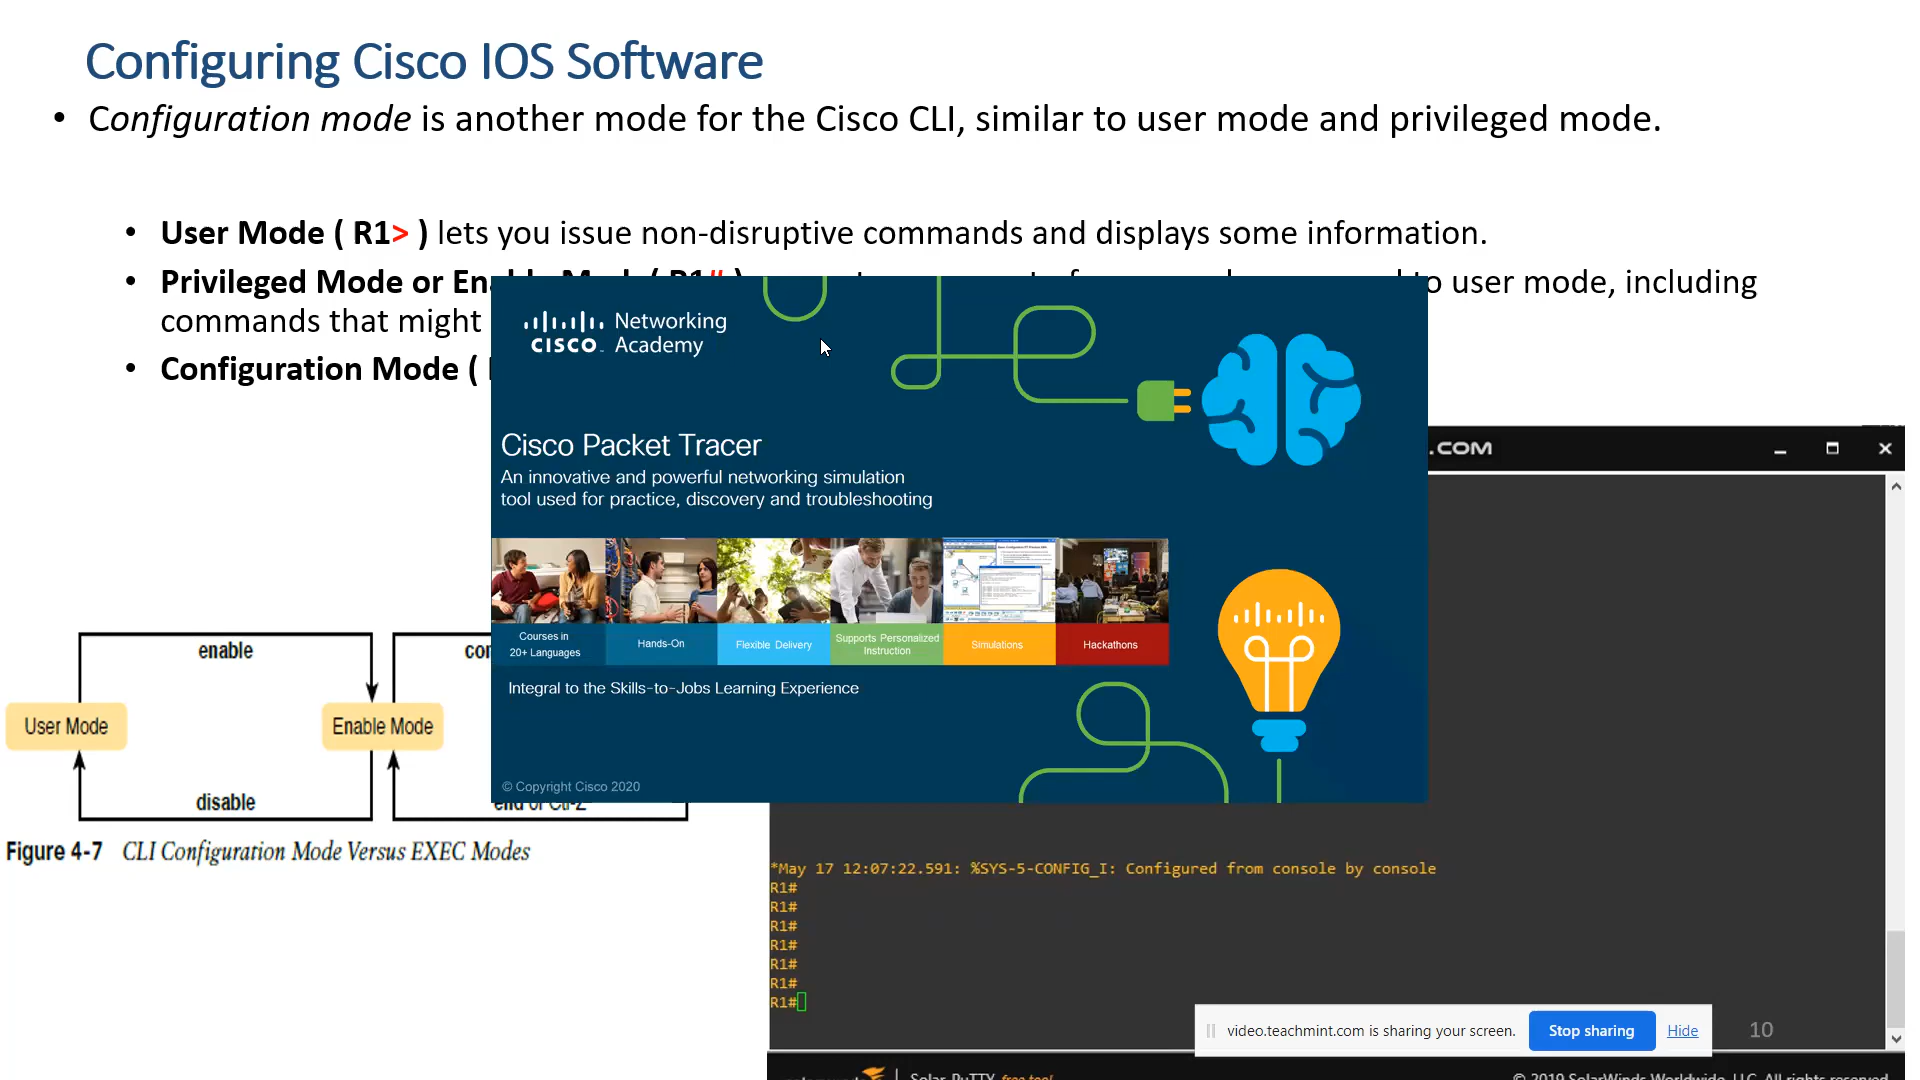 Configuring Cisco IOS Software
• Configuration mode is another mode for the Cisco CLI, similar to user mode and privileged mode.
• User Mode ( R1> ) lets you issue non-disruptive commands and displays some information.
• Privileged Mode or Enable Mode ( R1# ) to user mode, including
commands that might
• Configuration Mode (
Networking
CISCO Academy
Cisco Packet Tracer
An innovative and powerful networking simulation
tool used for practice, discovery and troubleshooting
Courses in
20+ Languages
Hands-On
Flexible Delivery
Supports Personalized
Instruction
Simulations
Hackathons
Integral to the Skills-to-Jobs Learning Experience
© Copyright Cisco 2020
.COM
enable
User Mode
Enable Mode
disable
end or Ctl-Z
Figure 4-7 CLI Configuration Mode Versus EXEC Modes
*May 17 12:07:22.591: %SYS-5-CONFIG_I: Configured from console by console
R1#
R1#
R1#
R1#
R1#
R1#
R1#
video.teachmint.com is sharing your screen.
Stop sharing
Hide
10
Solar-PuTTY free tool
© 2019 SolarWinds Worldwide, LLC. All rights reserved.